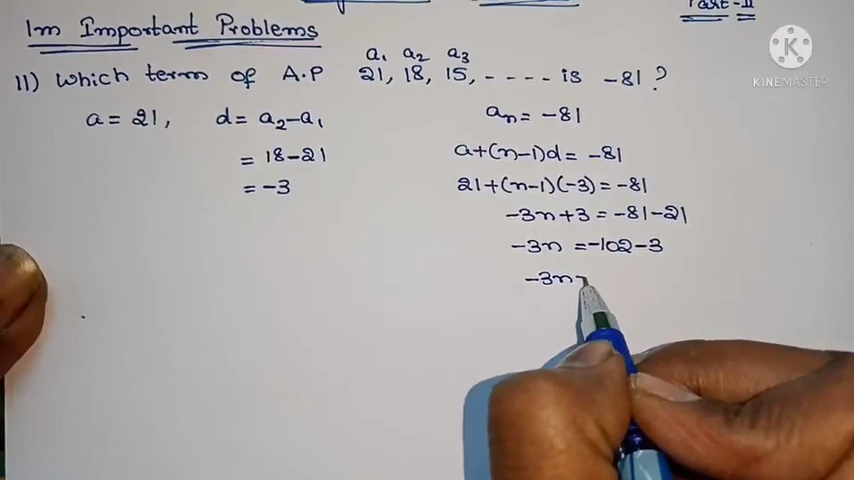 Part-II
Im Important Problems
a₁ a₂ a₃
11) Which term of A.P 21, 18, 15, - - - - is -81 ?
a = 21, d = a₂-a₁
= 18-21
= -3
aₙ = -81
a+(n-1)d = -81
21+(n-1)(-3) = -81
-3n+3 = -81-21
-3n = -102-3
-3n=
K
KINEMASTER